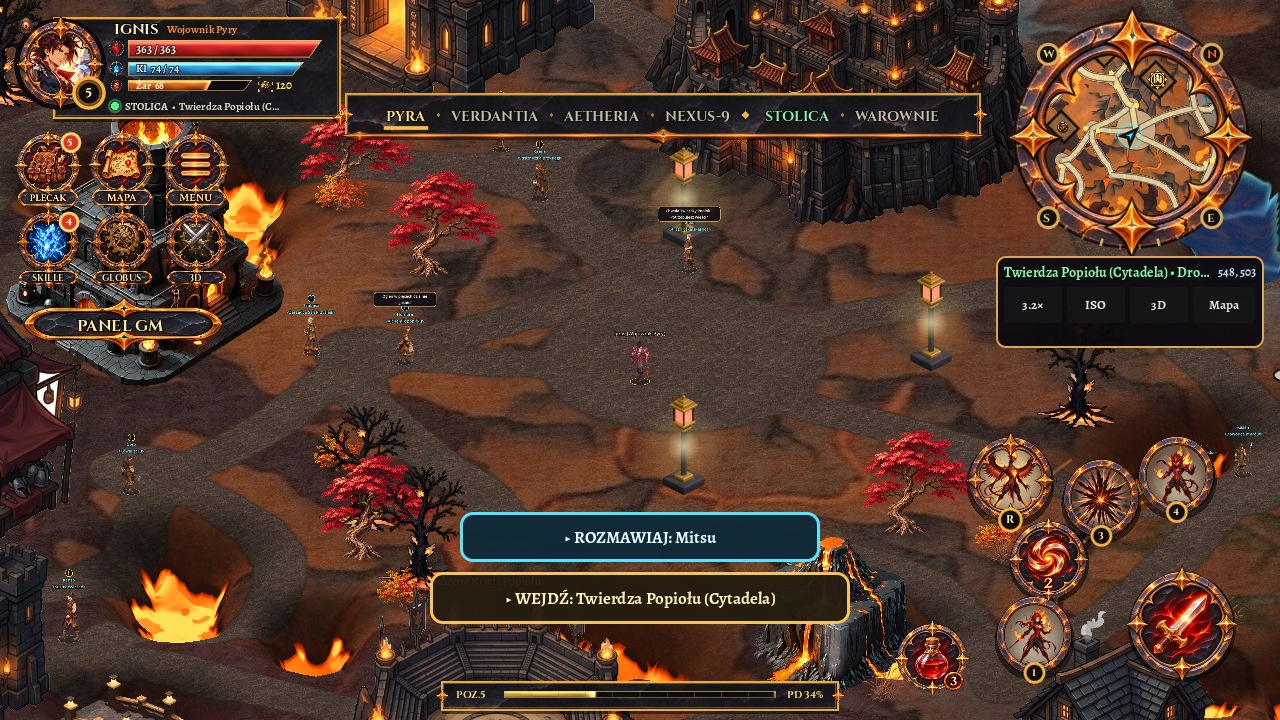 IGNIS Wojownik Pyry
363 / 363
KI 74 / 74
Żar 68
120
5
STOLICA • Twierdza Popiołu (C...
PYRA • VERDANTIA • AETHERIA • NEXUS-9 ◆ STOLICA • WAROWNIE
W
N
S
E
5
PLECAK
MAPA
MENU
4
SKILLE
GLOBUS
3D
PANEL GM
Twierdza Popiołu (Cytadela) • Dro... 548,503
3.2×
ISO
3D
Mapa
R
3
4
2
1
3
▸ ROZMAWIAJ: Mitsu
▸ WEJDŹ: Twierdza Popiołu (Cytadela)
POZ.5
PD 34%